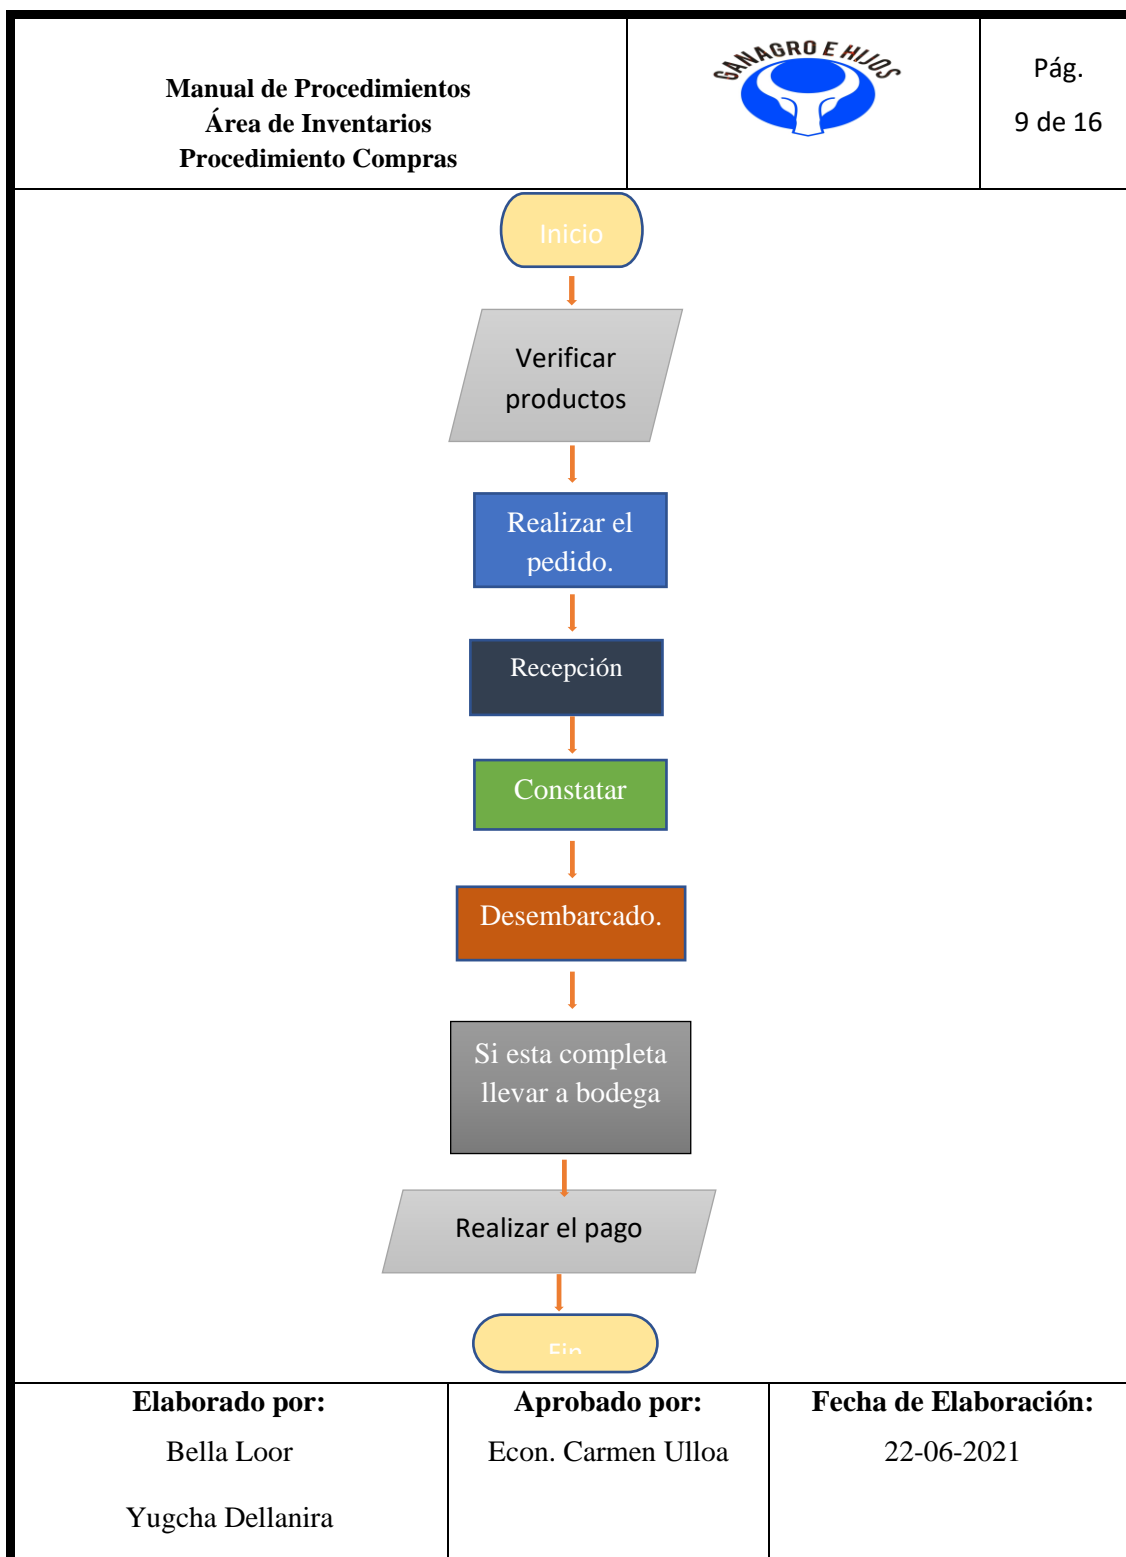 Manual de Procedimientos
Área de Inventarios
Procedimiento Compras
GANAGRO E HIJOS
Pág.
9 de 16
Inicio
Verificar
productos
Realizar el
pedido.
Recepción
Constatar
Desembarcado.
Si esta completa
llevar a bodega
Realizar el pago
Fin
Elaborado por:
Bella Loor
Yugcha Dellanira
Aprobado por:
Econ. Carmen Ulloa
Fecha de Elaboración:
22-06-2021